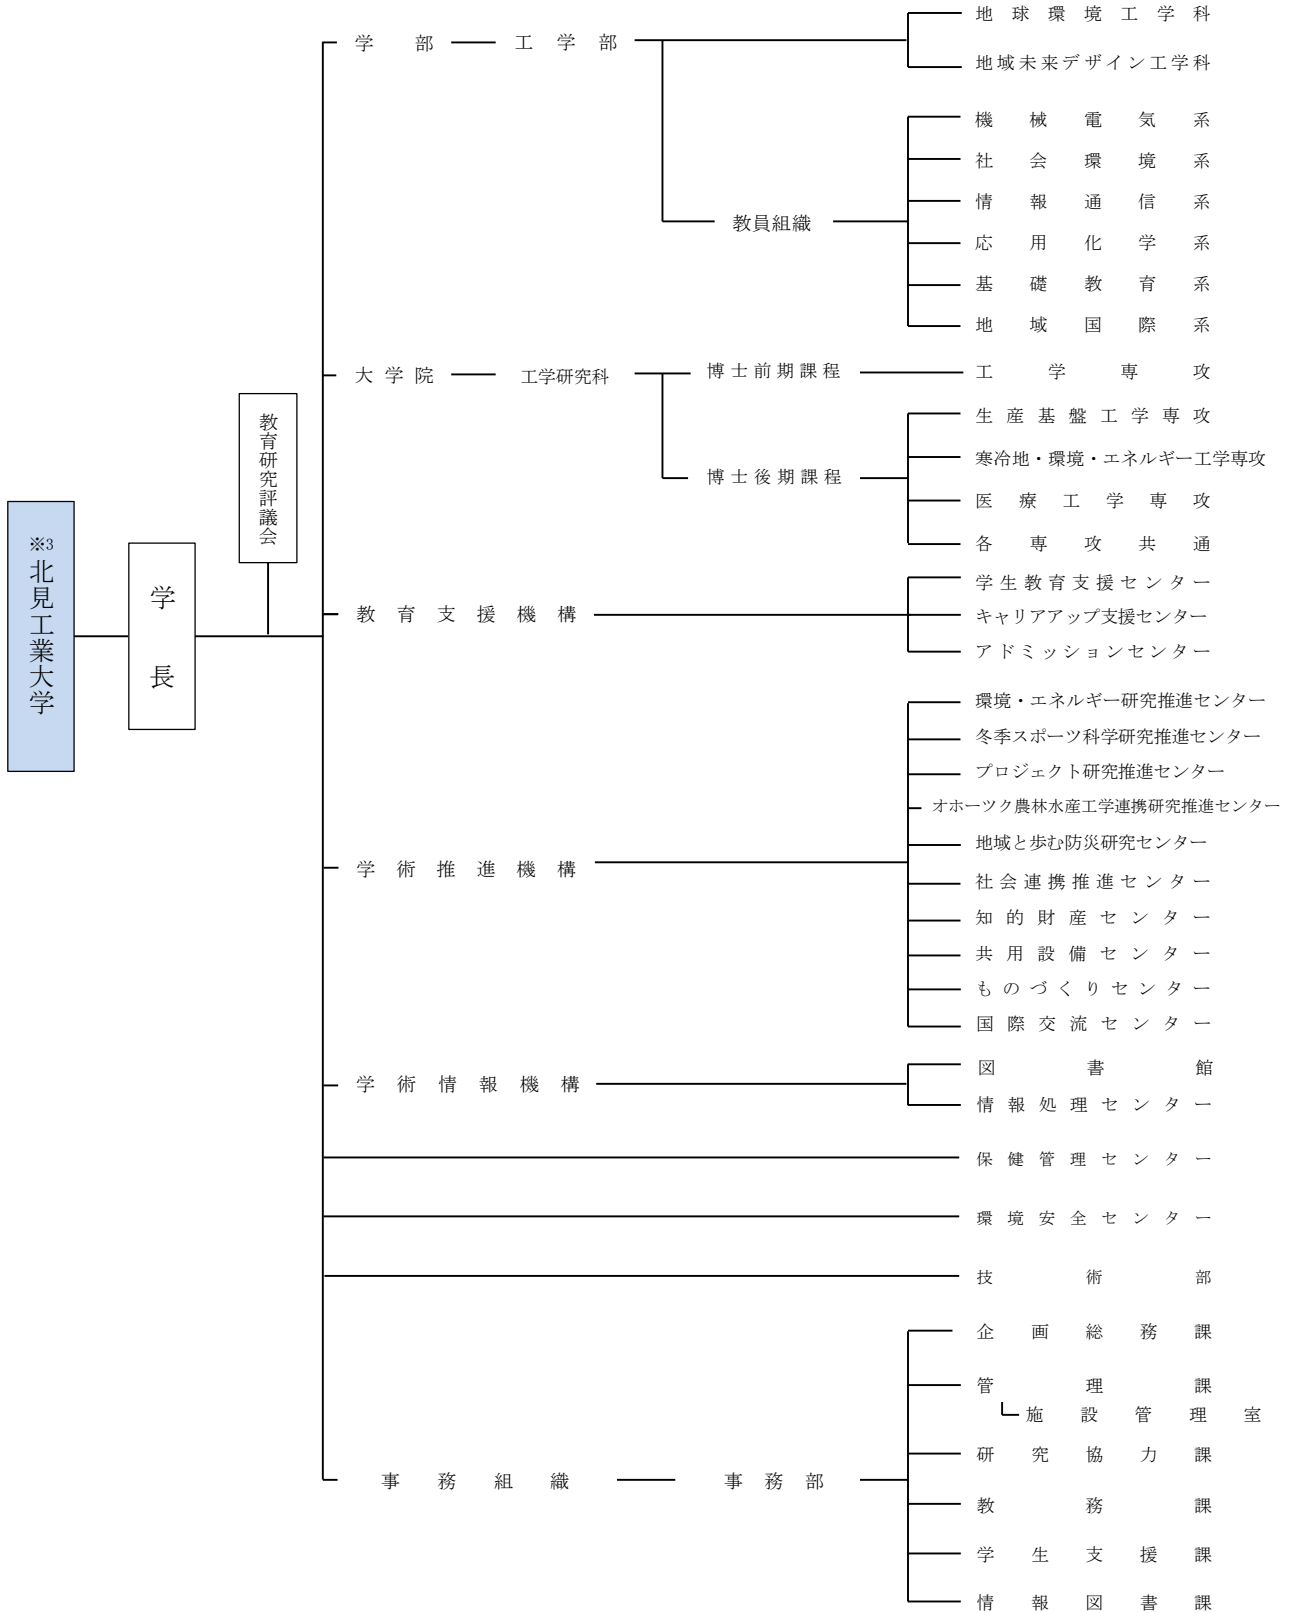 ※3
北見工業大学
学長
教育研究評議会
学部
工学部
地球環境工学科
地域未来デザイン工学科
教員組織
機械電気系
社会環境系
情報通信系
応用化学系
基礎教育系
地域国際系
大学院
工学研究科
博士前期課程
工学専攻
博士後期課程
生産基盤工学専攻
寒冷地・環境・エネルギー工学専攻
医療工学専攻
各専攻共通
教育支援機構
学生教育支援センター
キャリアアップ支援センター
アドミッションセンター
学術推進機構
環境・エネルギー研究推進センター
冬季スポーツ科学研究推進センター
プロジェクト研究推進センター
オホーツク農林水産工学連携研究推進センター
地域と歩む防災研究センター
社会連携推進センター
知的財産センター
共用設備センター
ものづくりセンター
国際交流センター
学術情報機構
図書館
情報処理センター
保健管理センター
環境安全センター
技術部
事務組織
事務部
企画総務課
管理課
施設管理室
研究協力課
教務課
学生支援課
情報図書課